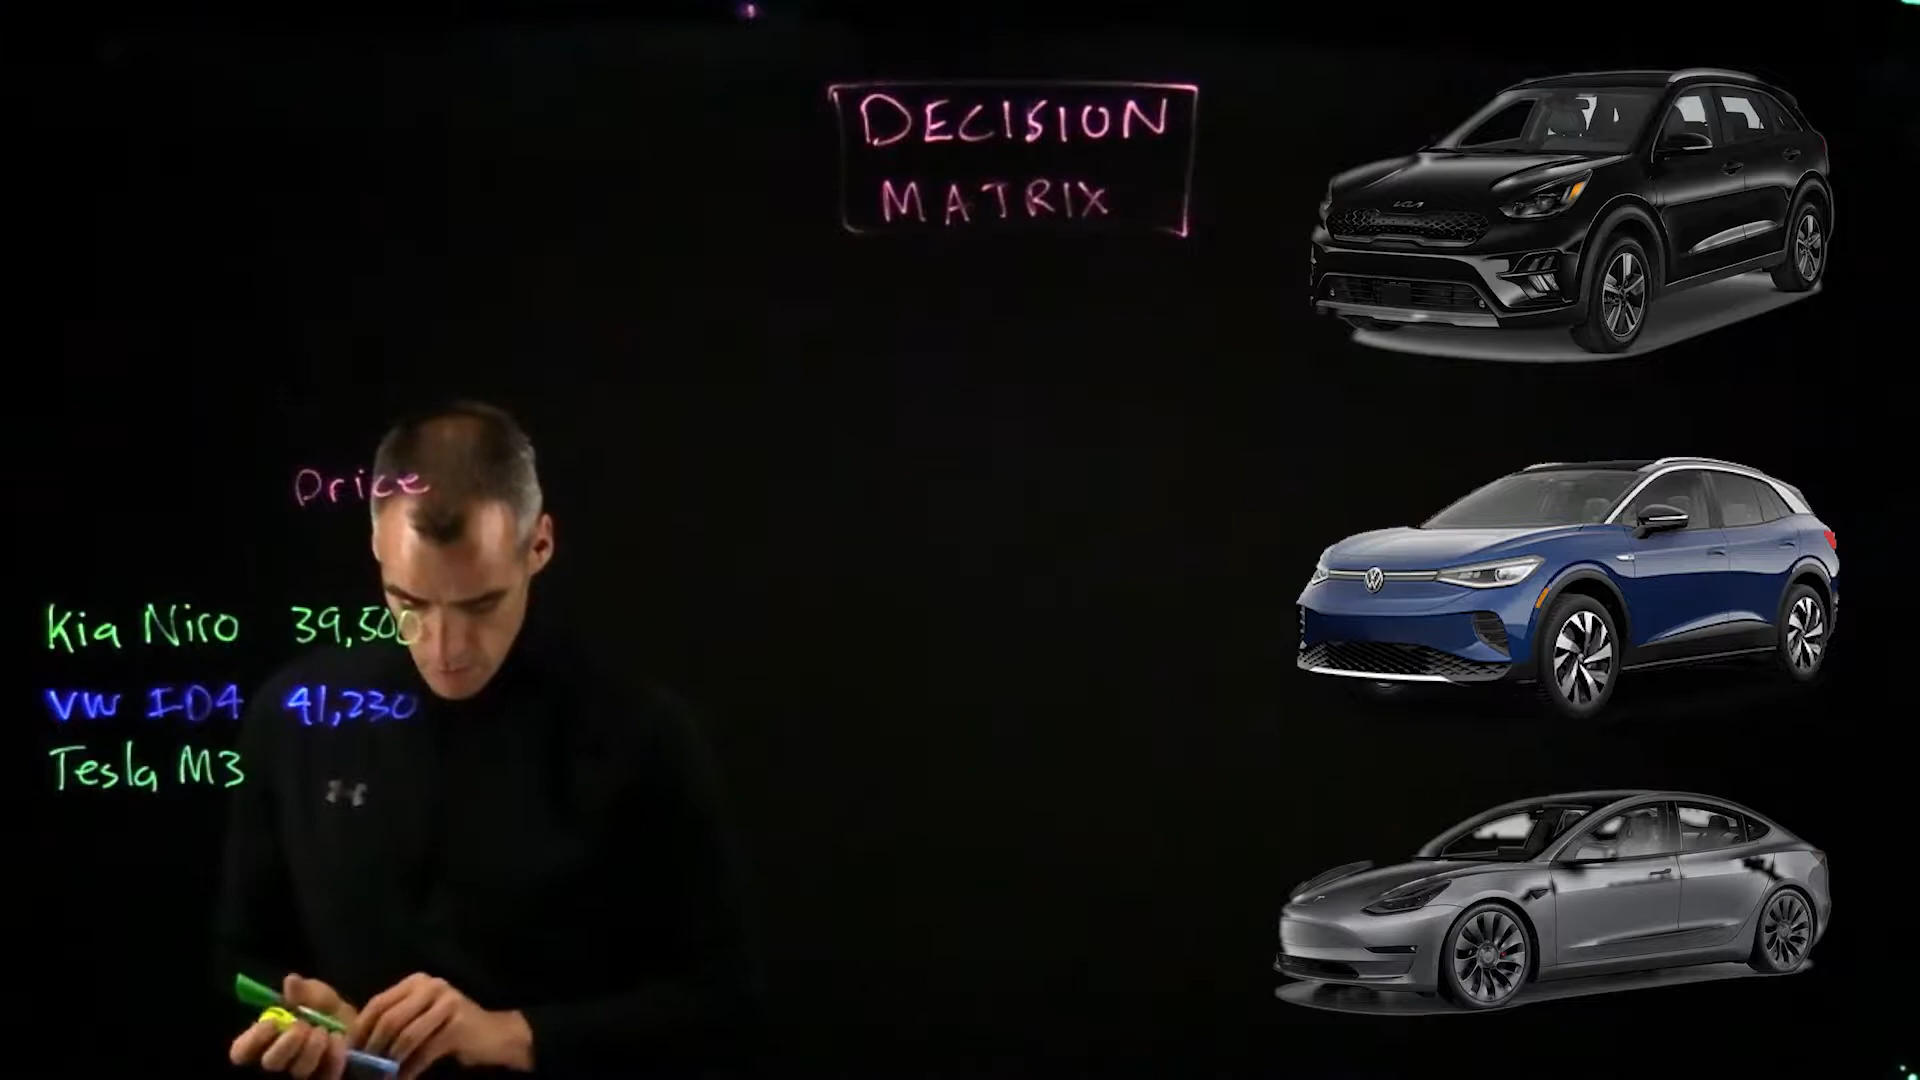 DECISION
MATRIX
Price
Kia Niro 39,500
VW ID4 41,230
Tesla M3